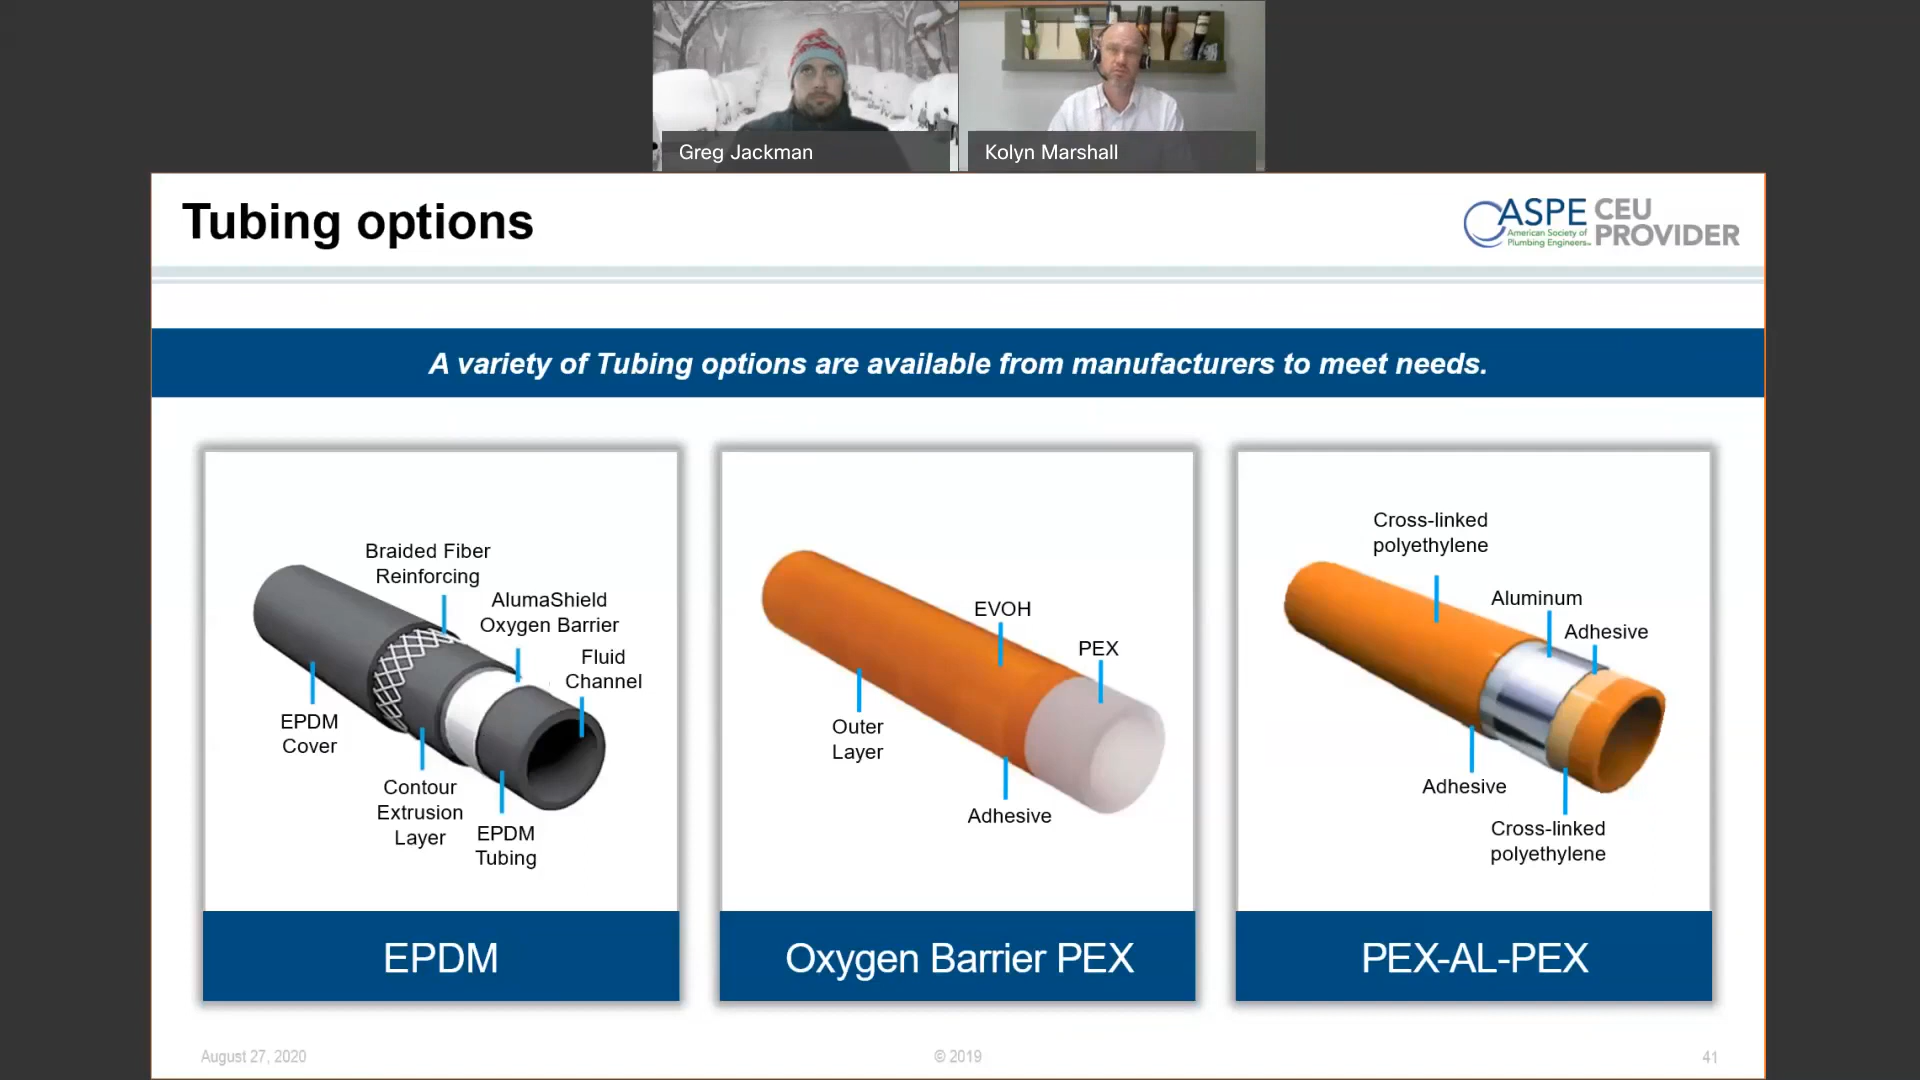 Greg Jackman
Kolyn Marshall
Tubing options
ASPE CEU
American Society of
Plumbing Engineers PROVIDER
A variety of Tubing options are available from manufacturers to meet needs.
Braided Fiber
Reinforcing
AlumaShield
Oxygen Barrier
Fluid
Channel
EPDM
Cover
Contour
Extrusion
Layer
EPDM
Tubing
EPDM
EVOH
PEX
Outer
Layer
Adhesive
Oxygen Barrier PEX
Cross-linked
polyethylene
Aluminum
Adhesive
Adhesive
Cross-linked
polyethylene
PEX-AL-PEX
August 27, 2020
© 2019
41